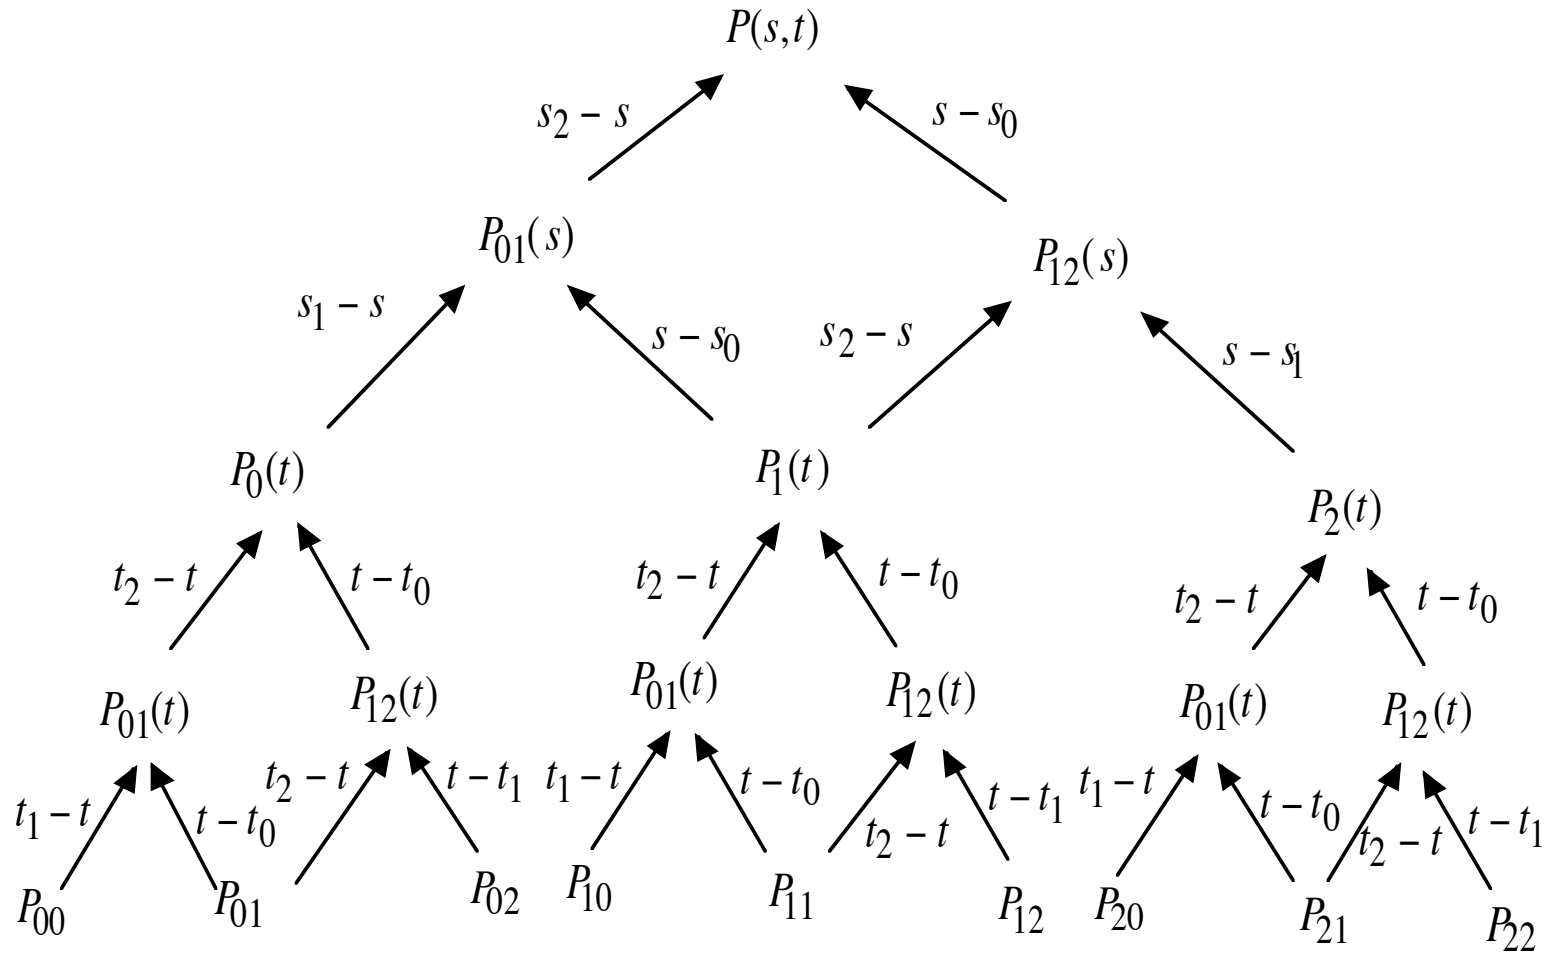 P(s,t)
s₂ − s
s − s₀
P₀₁(s)
P₁₂(s)
s₁ − s
s − s₀
s₂ − s
s − s₁
P₀(t)
P₁(t)
P₂(t)
t₂ − t
t − t₀
t₂ − t
t − t₀
t₂ − t
t − t₀
P₀₁(t)
P₁₂(t)
P₀₁(t)
P₁₂(t)
P₀₁(t)
P₁₂(t)
t₁ − t
t − t₀
t₂ − t
t − t₁
t₁ − t
t − t₀
t₂ − t
t − t₁
t₁ − t
t − t₀
t₂ − t
t − t₁
P₀₀
P₀₁
P₀₂
P₁₀
P₁₁
P₁₂
P₂₀
P₂₁
P₂₂